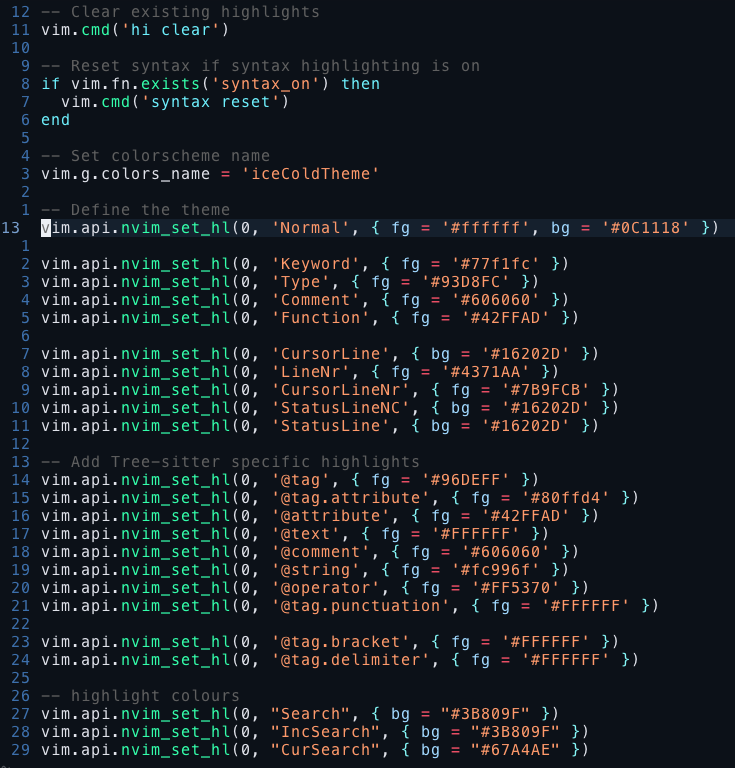 12 -- Clear existing highlights
11 vim.cmd('hi clear')
10
9 -- Reset syntax if syntax highlighting is on
8 if vim.fn.exists('syntax_on') then
7   vim.cmd('syntax reset')
6 end
5
4 -- Set colorscheme name
3 vim.g.colors_name = 'iceColdTheme'
2
1 -- Define the theme
13 vim.api.nvim_set_hl(0, 'Normal', { fg = '#ffffff', bg = '#0C1118' })
1
2 vim.api.nvim_set_hl(0, 'Keyword', { fg = '#77f1fc' })
3 vim.api.nvim_set_hl(0, 'Type', { fg = '#93D8FC' })
4 vim.api.nvim_set_hl(0, 'Comment', { fg = '#606060' })
5 vim.api.nvim_set_hl(0, 'Function', { fg = '#42FFAD' })
6
7 vim.api.nvim_set_hl(0, 'CursorLine', { bg = '#16202D' })
8 vim.api.nvim_set_hl(0, 'LineNr', { fg = '#4371AA' })
9 vim.api.nvim_set_hl(0, 'CursorLineNr', { fg = '#7B9FCB' })
10 vim.api.nvim_set_hl(0, 'StatusLineNC', { bg = '#16202D' })
11 vim.api.nvim_set_hl(0, 'StatusLine', { bg = '#16202D' })
12
13 -- Add Tree-sitter specific highlights
14 vim.api.nvim_set_hl(0, '@tag', { fg = '#96DEFF' })
15 vim.api.nvim_set_hl(0, '@tag.attribute', { fg = '#80ffd4' })
16 vim.api.nvim_set_hl(0, '@attribute', { fg = '#42FFAD' })
17 vim.api.nvim_set_hl(0, '@text', { fg = '#FFFFFF' })
18 vim.api.nvim_set_hl(0, '@comment', { fg = '#606060' })
19 vim.api.nvim_set_hl(0, '@string', { fg = '#fc996f' })
20 vim.api.nvim_set_hl(0, '@operator', { fg = '#FF5370' })
21 vim.api.nvim_set_hl(0, '@tag.punctuation', { fg = '#FFFFFF' })
22
23 vim.api.nvim_set_hl(0, '@tag.bracket', { fg = '#FFFFFF' })
24 vim.api.nvim_set_hl(0, '@tag.delimiter', { fg = '#FFFFFF' })
25
26 -- highlight colours
27 vim.api.nvim_set_hl(0, "Search", { bg = "#3B809F" })
28 vim.api.nvim_set_hl(0, "IncSearch", { bg = "#3B809F" })
29 vim.api.nvim_set_hl(0, "CurSearch", { bg = "#67A4AE" })